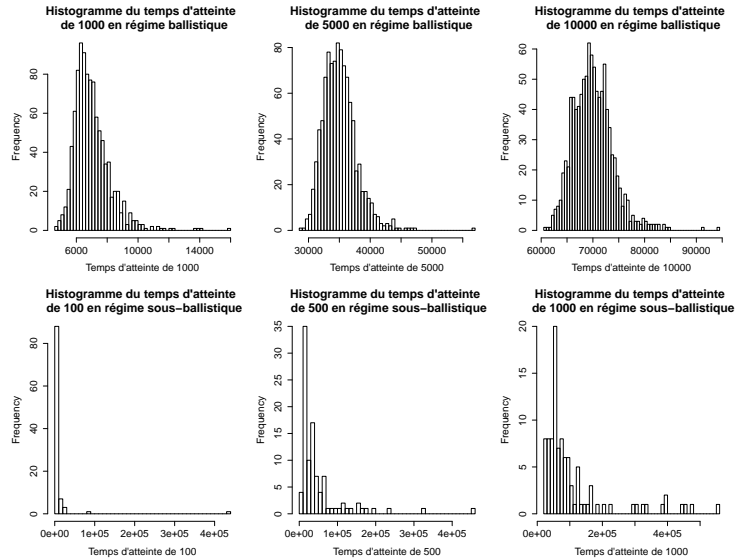 Histogramme du temps d'atteinte
de 1000 en régime ballistique
Frequency
0 20 40 60 80
6000 10000 14000
Temps d'atteinte de 1000
Histogramme du temps d'atteinte
de 5000 en régime ballistique
Frequency
0 20 40 60 80
30000 40000 50000
Temps d'atteinte de 5000
Histogramme du temps d'atteinte
de 10000 en régime ballistique
Frequency
0 10 20 30 40 50 60
60000 70000 80000 90000
Temps d'atteinte de 10000
Histogramme du temps d'atteinte
de 100 en régime sous−ballistique
Frequency
0 20 40 60 80
0e+00 1e+05 2e+05 3e+05 4e+05
Temps d'atteinte de 100
Histogramme du temps d'atteinte
de 500 en régime sous−ballistique
Frequency
0 5 10 15 20 25 30 35
0e+00 1e+05 2e+05 3e+05 4e+05
Temps d'atteinte de 500
Histogramme du temps d'atteinte
de 1000 en régime sous−ballistique
Frequency
0 5 10 15 20
0e+00 2e+05 4e+05
Temps d'atteinte de 1000